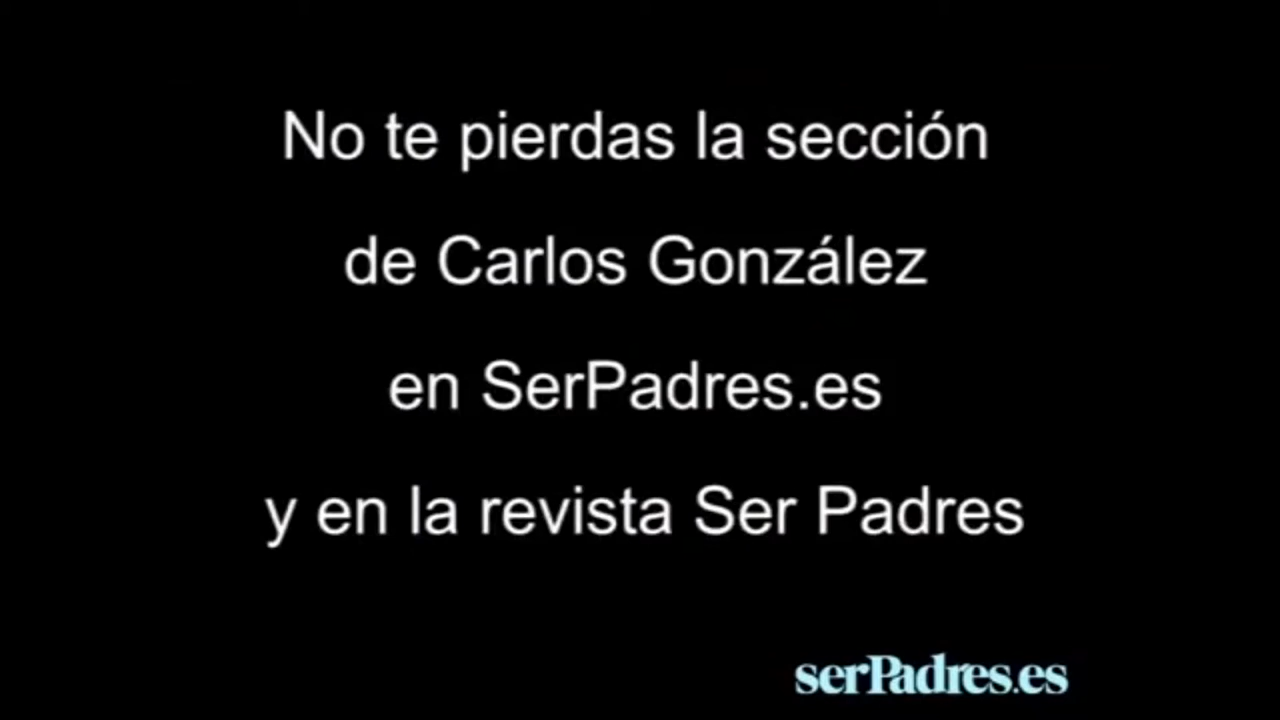 No te pierdas la sección
de Carlos González
en SerPadres.es
y en la revista Ser Padres
serPadres.es